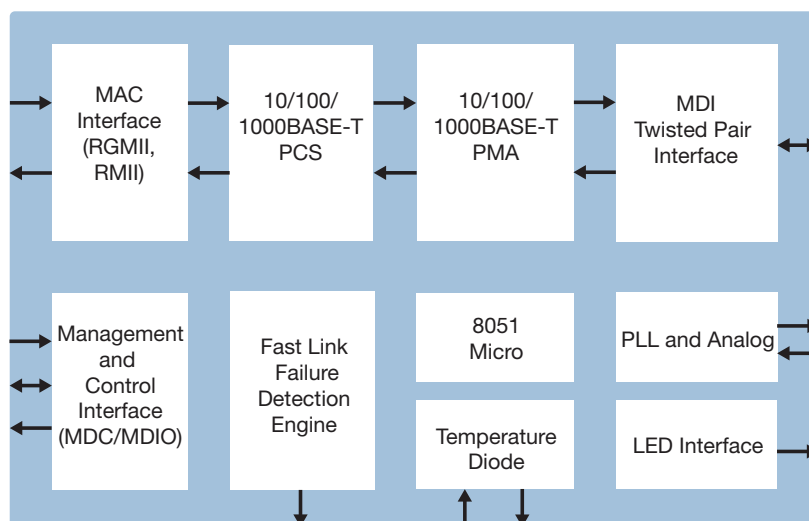 MAC
Interface
(RGMII,
RMII)
10/100/
1000BASE-T
PCS
10/100/
1000BASE-T
PMA
MDI
Twisted Pair
Interface
Management
and
Control
Interface
(MDC/MDIO)
Fast Link
Failure
Detection
Engine
8051
Micro
PLL and Analog
Temperature
Diode
LED Interface